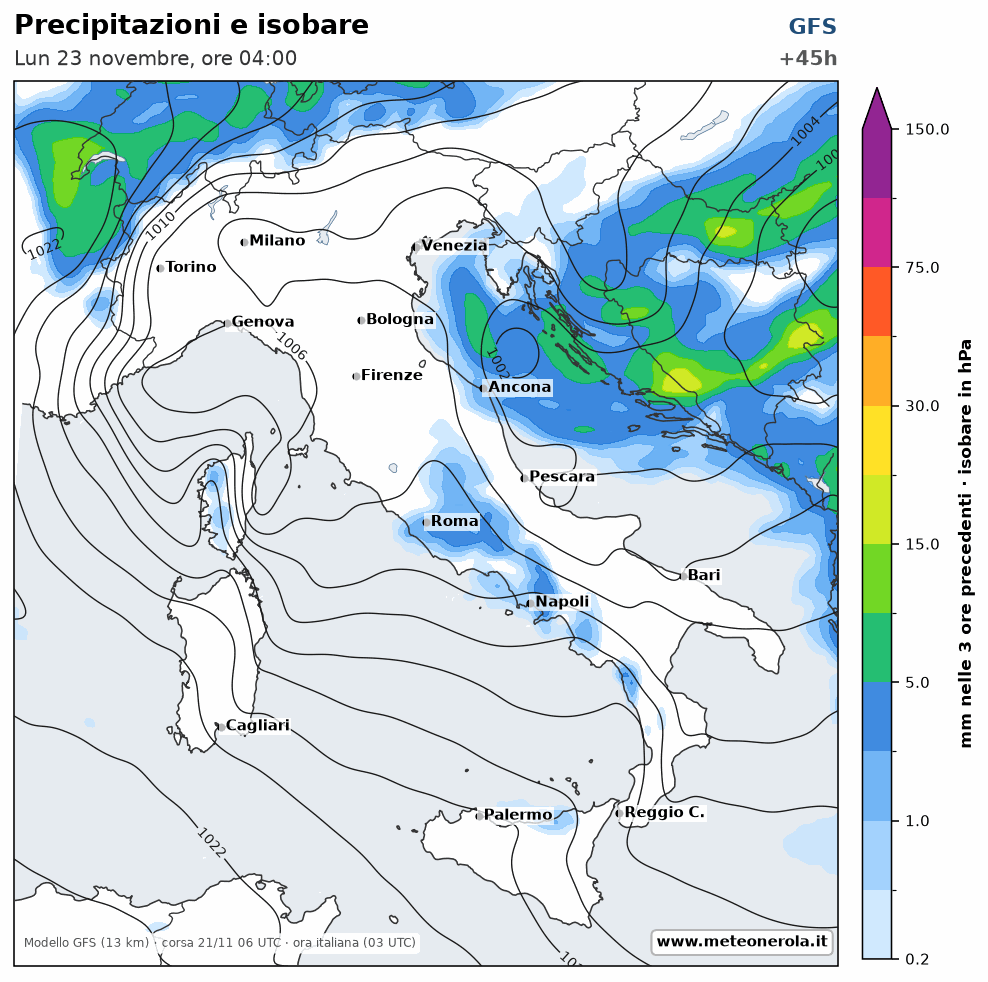 Precipitazioni e isobare
GFS
Lun 23 novembre, ore 04:00
+45h
1004
1010
1022
Milano
Venezia
Torino
Genova
Bologna
1006
1002
Firenze
Ancona
Pescara
Roma
Bari
Napoli
Cagliari
Palermo
Reggio C.
1022
Modello GFS (13 km) · corsa 21/11 06 UTC · ora italiana (03 UTC)
www.meteonerola.it
150.0
75.0
30.0
15.0
5.0
1.0
0.2
mm nelle 3 ore precedenti · isobare in hPa